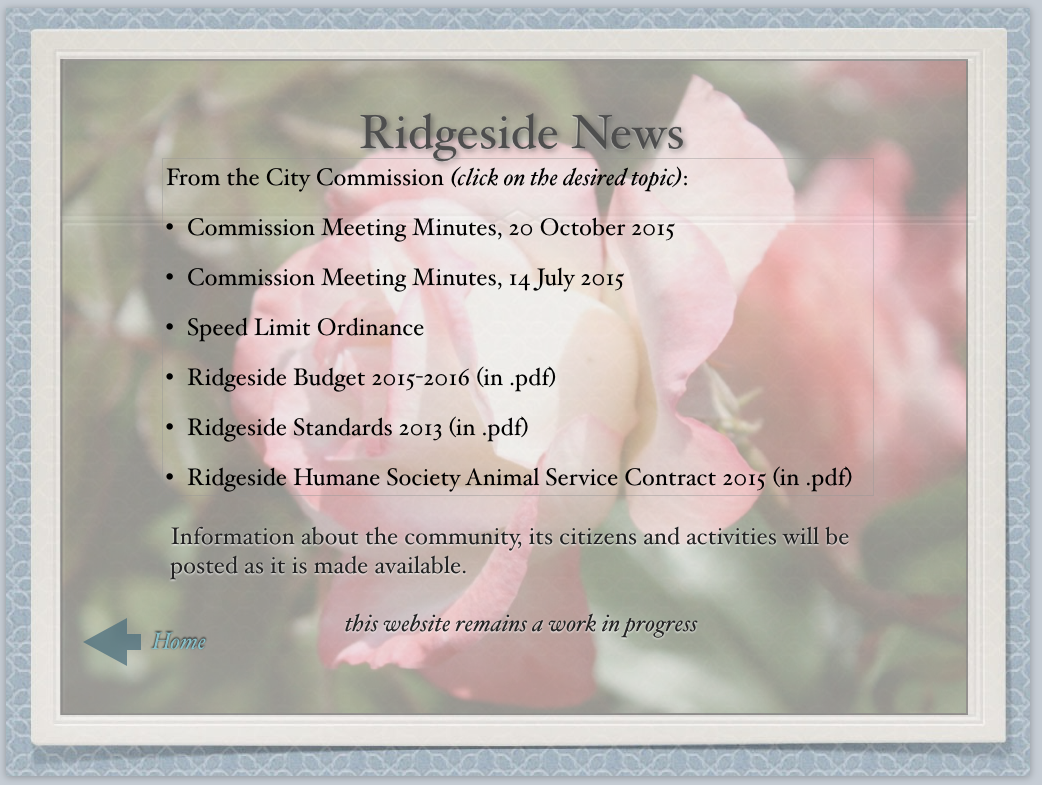 Ridgeside News
From the City Commission (click on the desired topic):
• Commission Meeting Minutes, 20 October 2015
• Commission Meeting Minutes, 14 July 2015
• Speed Limit Ordinance
• Ridgeside Budget 2015-2016 (in .pdf)
• Ridgeside Standards 2013 (in .pdf)
• Ridgeside Humane Society Animal Service Contract 2015 (in .pdf)
Information about the community, its citizens and activities will be
posted as it is made available.
this website remains a work in progress
Home